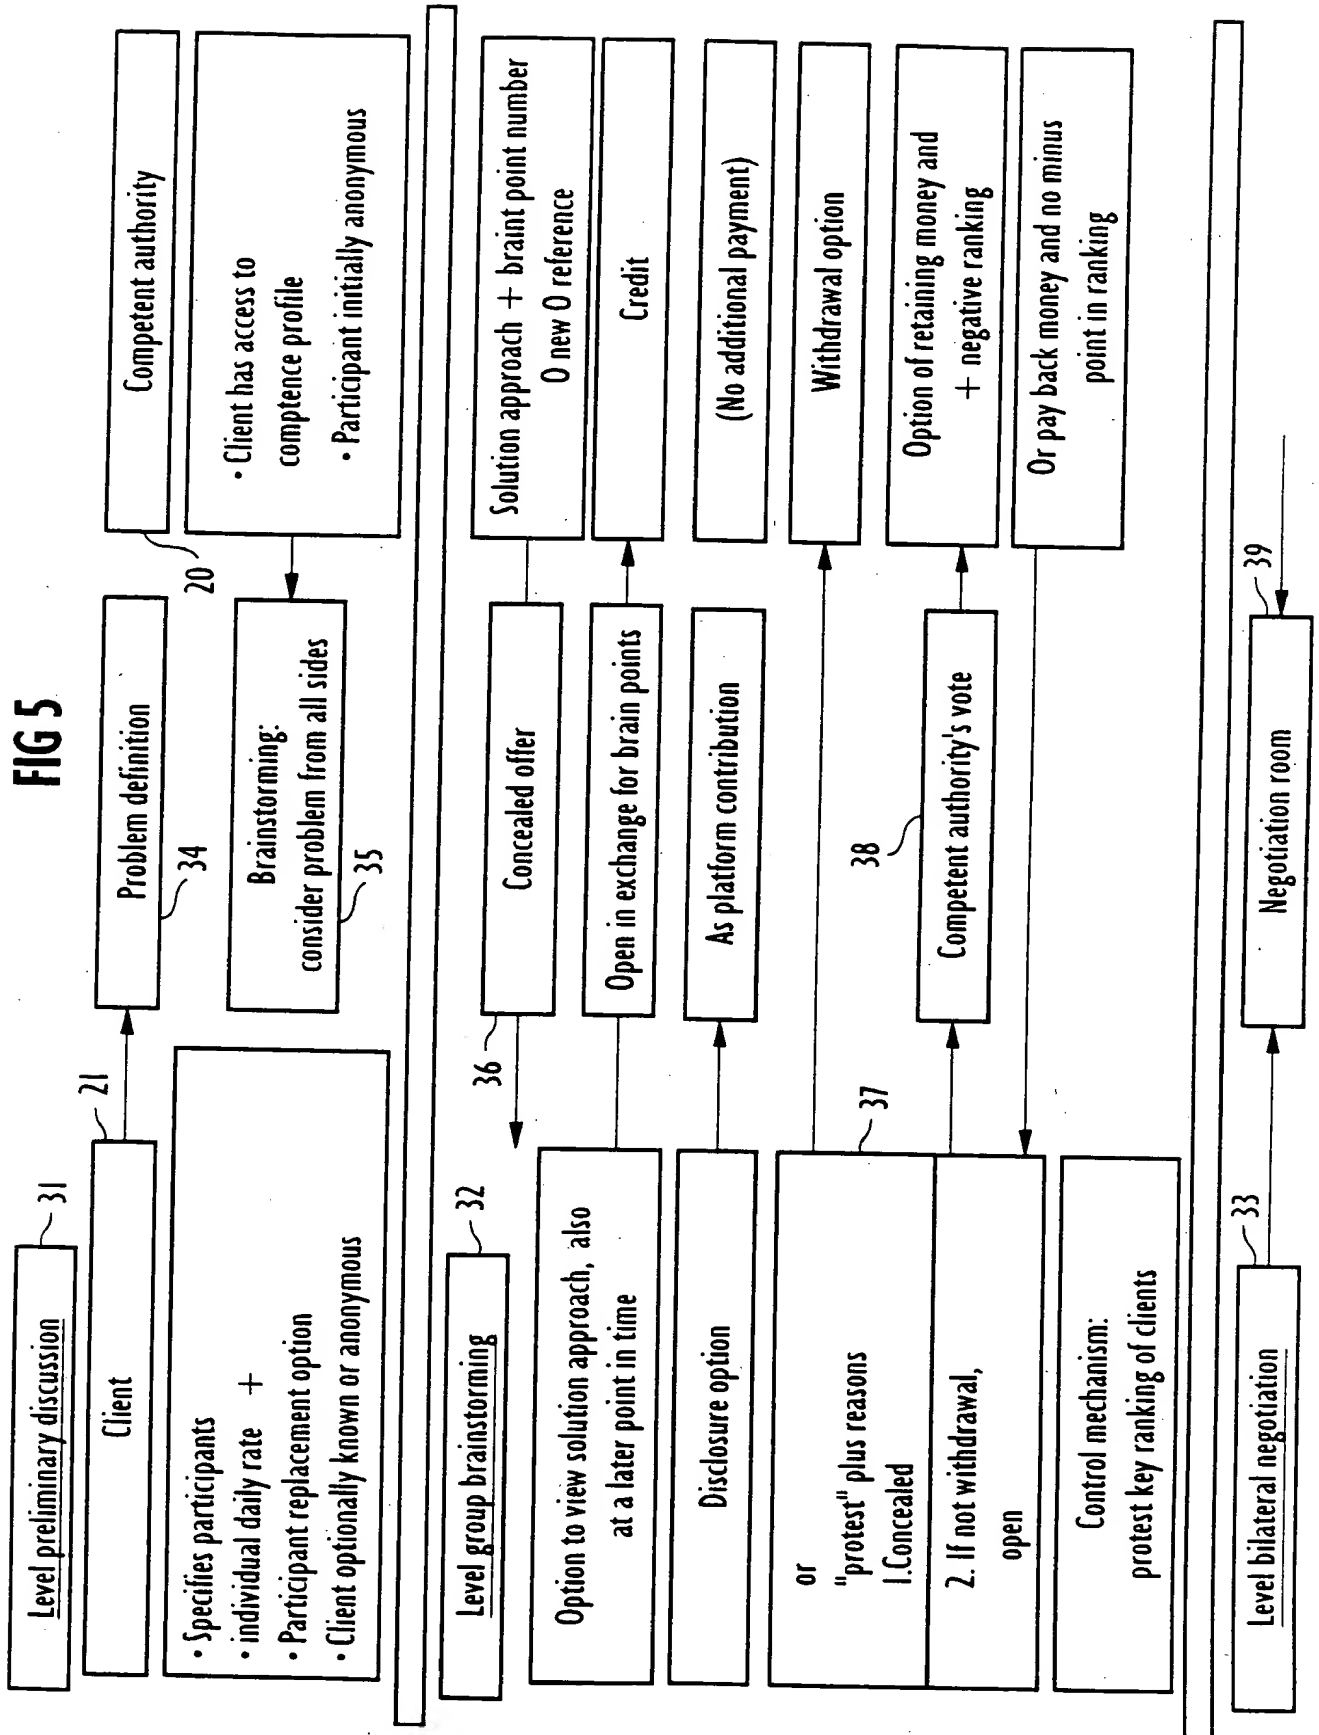 FIG 5
Level preliminary discussion
31
Client
21
Problem definition
34
Competent authority
20
• Specifies participants
• individual daily rate +
• Participant replacement option
• Client optionally known or anonymous
Brainstorming:
consider problem from all sides
35
• Client has access to
comptence profile
• Participant initially anonymous
Level group brainstorming
32
36
Concealed offer
Solution approach + braint point number
O new O reference
Option to view solution approach, also
at a later point in time
Open in exchange for brain points
Credit
Disclosure option
As platform contribution
(No additional payment)
or
"protest" plus reasons
1.Concealed
37
Withdrawal option
2. If not withdrawal,
open
38
Competent authority's vote
Option of retaining money and
+ negative ranking
Or pay back money and no minus
point in ranking
Control mechanism:
protest key ranking of clients
Level bilateral negotiation
33
Negotiation room
39